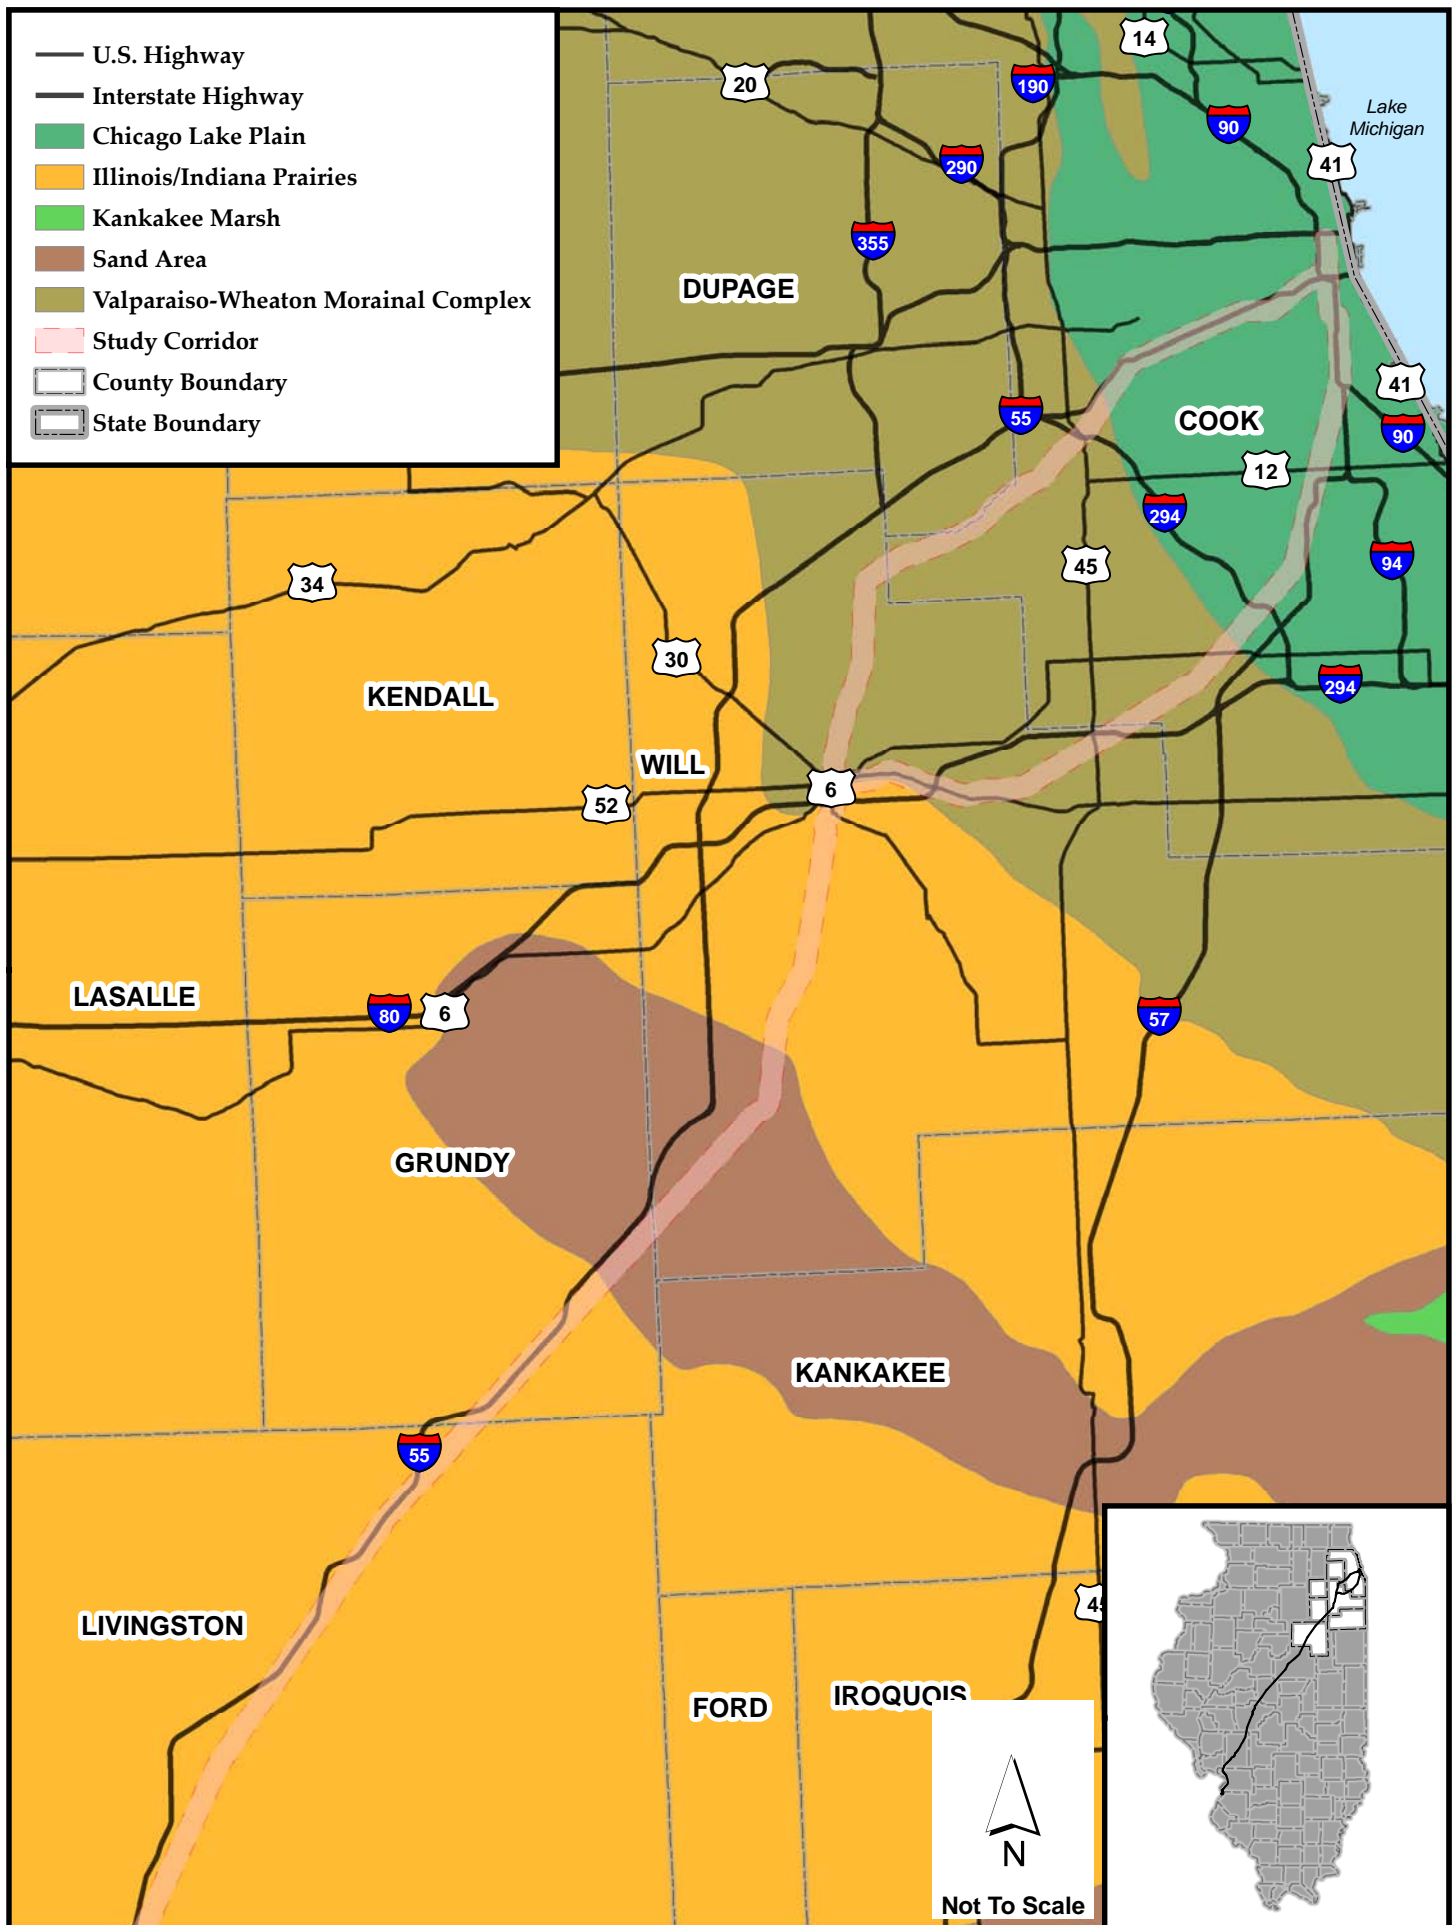 U.S. Highway
Interstate Highway
Chicago Lake Plain
Illinois/Indiana Prairies
Kankakee Marsh
Sand Area
Valparaiso-Wheaton Morainal Complex
Study Corridor
County Boundary
State Boundary
14
20
190
90
Lake
Michigan
41
290
355
DUPAGE
41
55
COOK
90
12
294
34
45
94
30
KENDALL
294
WILL
6
52
LASALLE
80
6
57
GRUNDY
KANKAKEE
55
45
LIVINGSTON
FORD
IROQUOIS
N
Not To Scale